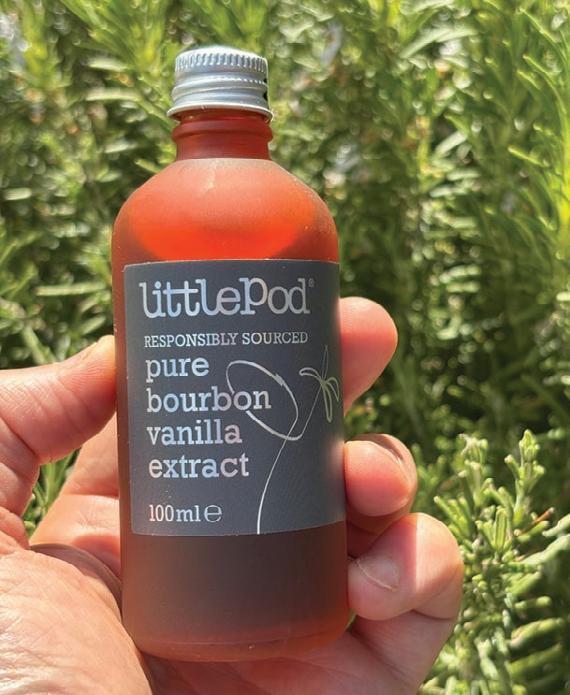 littlePod®
RESPONSIBLY SOURCED
pure
bourbon
vanilla
extract
100ml ℮